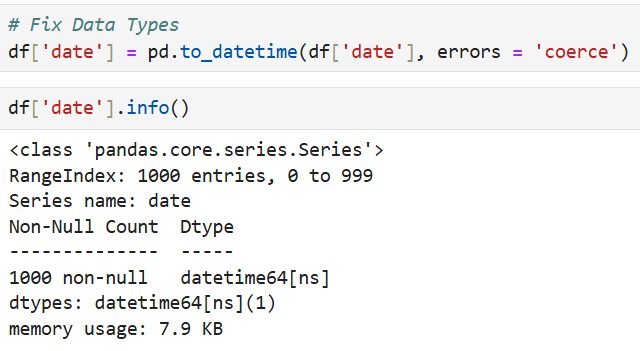 # Fix Data Types
df['date'] = pd.to_datetime(df['date'], errors = 'coerce')
df['date'].info()
<class 'pandas.core.series.Series'>
RangeIndex: 1000 entries, 0 to 999
Series name: date
Non-Null Count  Dtype
--------------  -----
1000 non-null   datetime64[ns]
dtypes: datetime64[ns](1)
memory usage: 7.9 KB